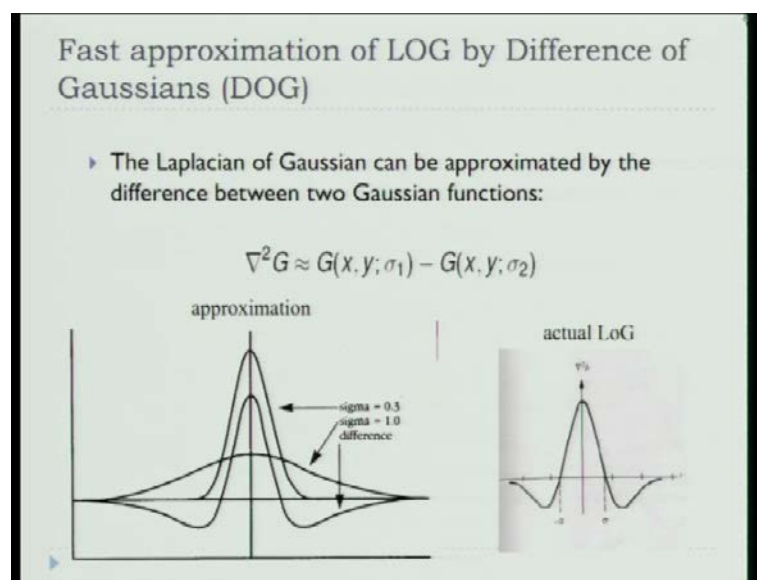 Fast approximation of LOG by Difference of
Gaussians (DOG)
The Laplacian of Gaussian can be approximated by the
difference between two Gaussian functions:
∇²G ≈ G(x, y; σ₁) − G(x, y; σ₂)
approximation
actual LoG
sigma = 0.3
sigma = 1.0
difference
-σ
σ